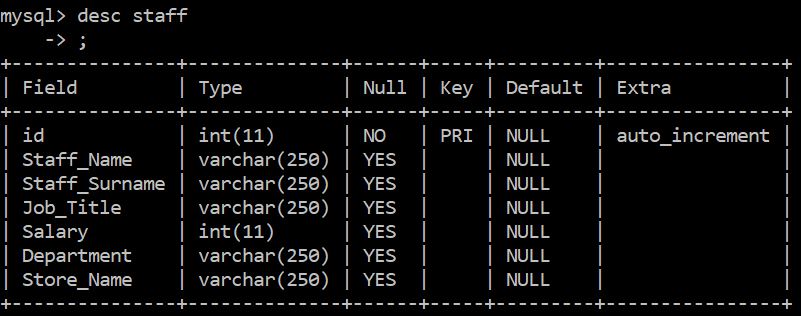 mysql> desc staff
    -> ;
+---------------+--------------+------+-----+---------+----------------+
| Field         | Type         | Null | Key | Default | Extra          |
+---------------+--------------+------+-----+---------+----------------+
| id            | int(11)      | NO   | PRI | NULL    | auto_increment |
| Staff_Name    | varchar(250) | YES  |     | NULL    |                |
| Staff_Surname | varchar(250) | YES  |     | NULL    |                |
| Job_Title     | varchar(250) | YES  |     | NULL    |                |
| Salary        | int(11)      | YES  |     | NULL    |                |
| Department    | varchar(250) | YES  |     | NULL    |                |
| Store_Name    | varchar(250) | YES  |     | NULL    |                |
+---------------+--------------+------+-----+---------+----------------+